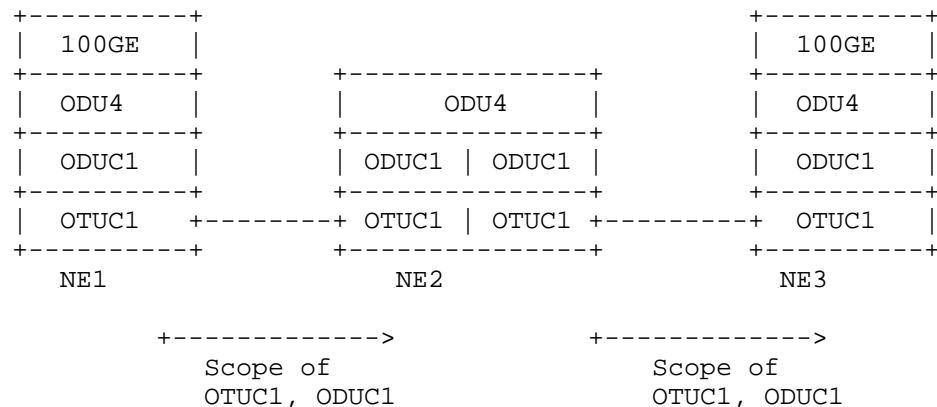 100GE 100GE
ODU4 ODU4 ODU4
ODUC1 ODUC1 | ODUC1 ODUC1
OTUC1 OTUC1 | OTUC1 OTUC1
NE1 NE2 NE3
Scope of Scope of
OTUC1, ODUC1 OTUC1, ODUC1